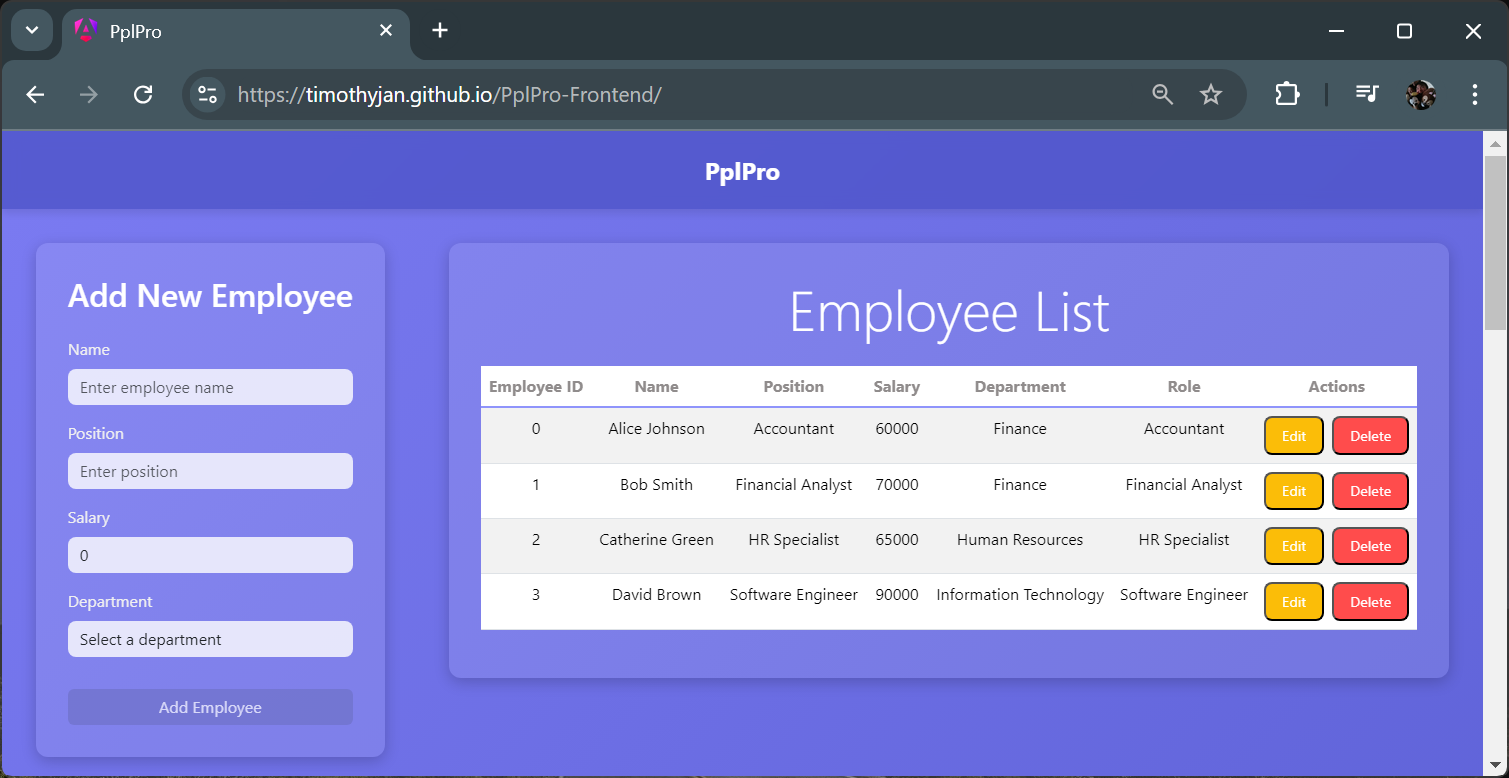 PplPro
https://timothyjan.github.io/PplPro-Frontend/
PplPro
Add New Employee
Name
Enter employee name
Position
Enter position
Salary
0
Department
Select a department
Add Employee
Employee List
Employee ID Name Position Salary Department Role Actions
0 Alice Johnson Accountant 60000 Finance Accountant Edit Delete
1 Bob Smith Financial Analyst 70000 Finance Financial Analyst Edit Delete
2 Catherine Green HR Specialist 65000 Human Resources HR Specialist Edit Delete
3 David Brown Software Engineer 90000 Information Technology Software Engineer Edit Delete